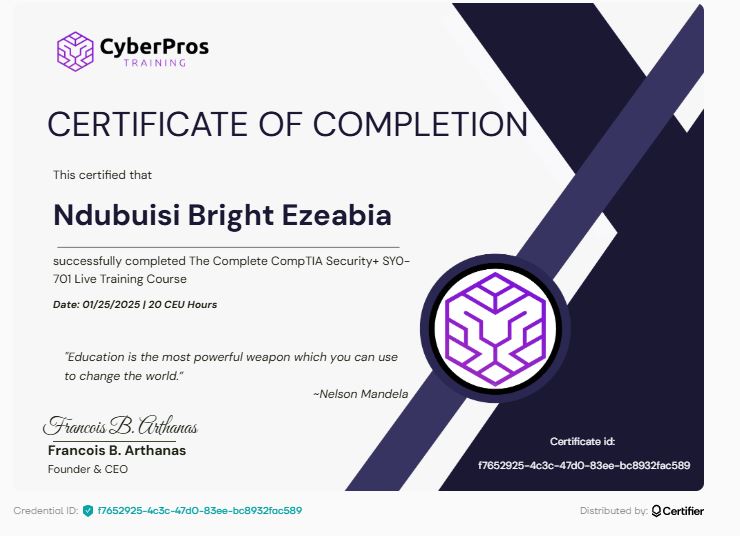 CyberPros
TRAINING
CERTIFICATE OF COMPLETION
This certified that
Ndubuisi Bright Ezeabia
successfully completed The Complete CompTIA Security+ SY0-
701 Live Training Course
Date: 01/25/2025 | 20 CEU Hours
"Education is the most powerful weapon which you can use
to change the world.”
~Nelson Mandela
Francois B. Arthanas
Francois B. Arthanas
Founder & CEO
Certificate id:
f7652925-4c3c-47d0-83ee-bc8932fac589
Credential ID: f7652925-4c3c-47d0-83ee-bc8932fac589
Distributed by: Certifier